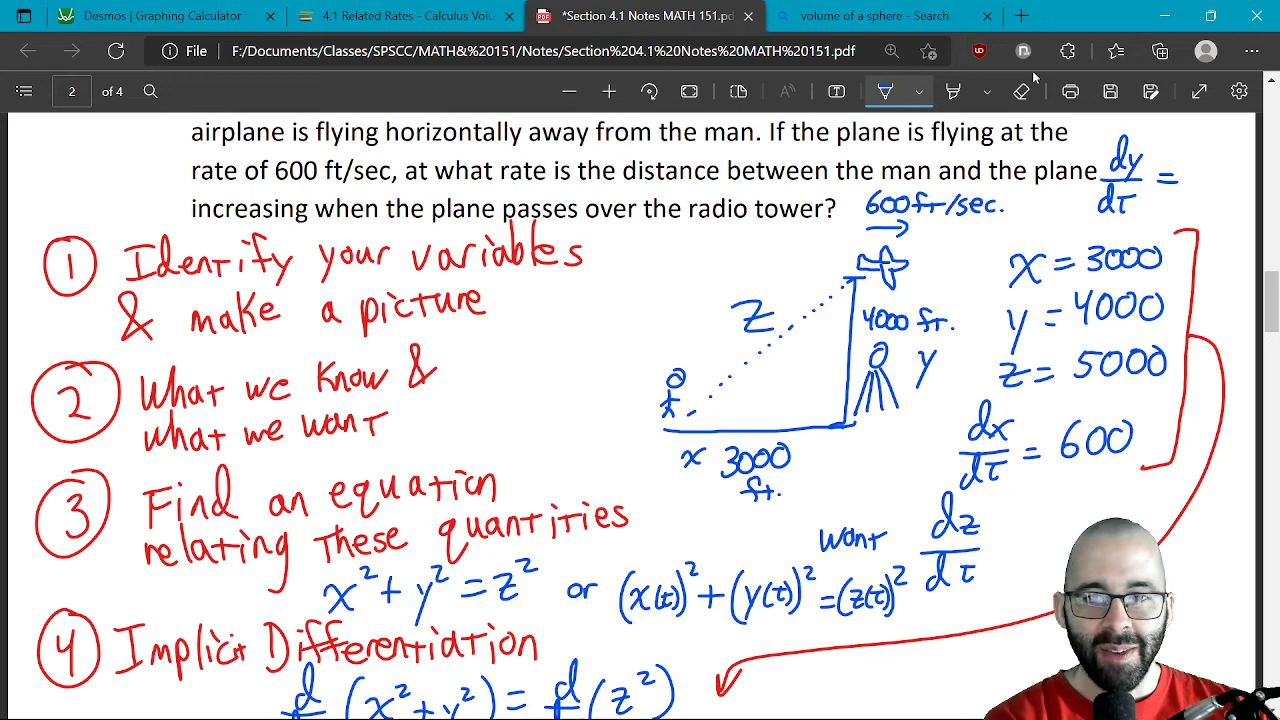 Desmos | Graphing Calculator
4.1 Related Rates - Calculus Volu
*Section 4.1 Notes MATH 151.pd
volume of a sphere - Search
File
F:/Documents/Classes/SPSCC/MATH&%20151/Notes/Section%204.1%20Notes%20MATH%20151.pdf
2
of 4
airplane is flying horizontally away from the man. If the plane is flying at the
rate of 600 ft/sec, at what rate is the distance between the man and the plane
increasing when the plane passes over the radio tower?
dy/dt =
600 ft/sec.
① Identify your variables
& make a picture
x = 3000
y = 4000
z = 5000
dx/dt = 600
z
4000 ft.
y
x 3000
ft.
② What we know &
what we want
want dz/dt
③ Find an equation
relating these quantities
x² + y² = z² or (x(t))² + (y(t))² = (z(t))²
④ Implicit Differentiation
d (x² + y²) = d (z²)